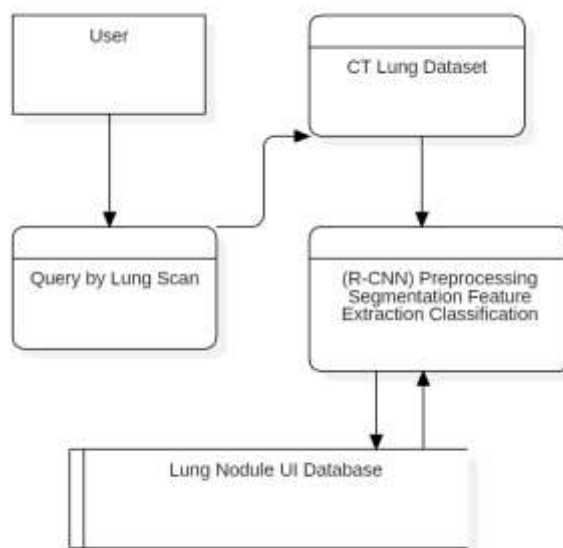 User
CT Lung Dataset
Query by Lung Scan
(R-CNN) Preprocessing
Segmentation Feature
Extraction Classification
Lung Nodule UI Database